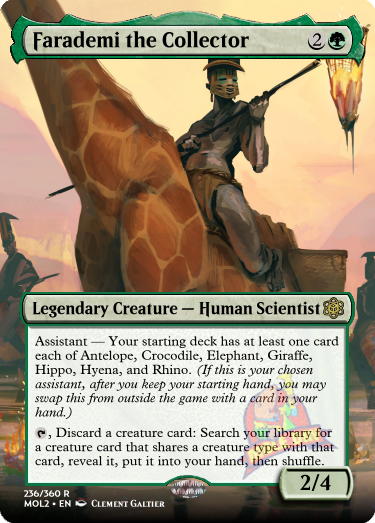 Farademi the Collector 2
Legendary Creature — Human Scientist
Assistant — Your starting deck has at least one card
each of Antelope, Crocodile, Elephant, Giraffe,
Hippo, Hyena, and Rhino. (If this is your chosen
assistant, after you keep your starting hand, you may
swap this from outside the game with a card in your
hand.)
, Discard a creature card: Search your library for
a creature card that shares a creature type with that
card, reveal it, put it into your hand, then shuffle.
2/4
236/360 R
MOL2 • EN Clement Galtier